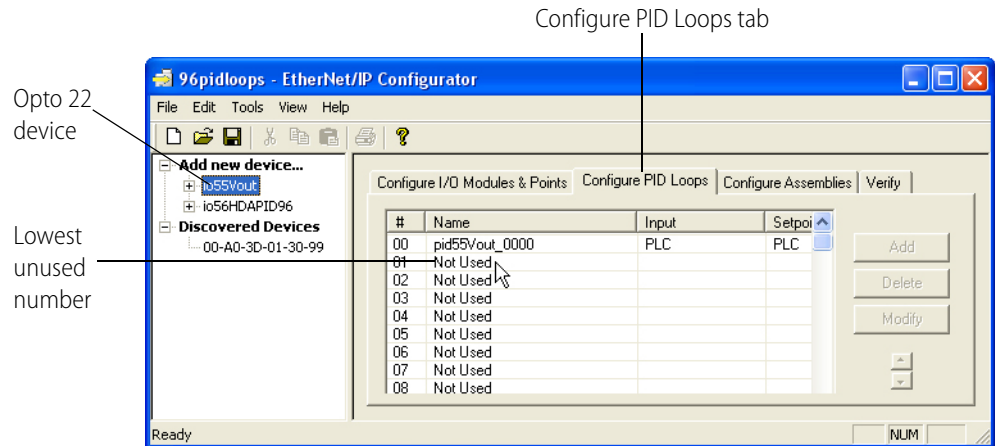 Configure PID Loops tab
96pidloops - EtherNet/IP Configurator
Opto 22
device
File Edit Tools View Help
Add new device...
io55Vout
io56HDAPID96
Discovered Devices
00-A0-3D-01-30-99
Lowest
unused
number
Configure I/O Modules & Points Configure PID Loops Configure Assemblies Verify
# Name Input Setpoi
00 pid55Vout_0000 PLC PLC
01 Not Used
02 Not Used
03 Not Used
04 Not Used
05 Not Used
06 Not Used
07 Not Used
08 Not Used
Add
Delete
Modify
Ready NUM